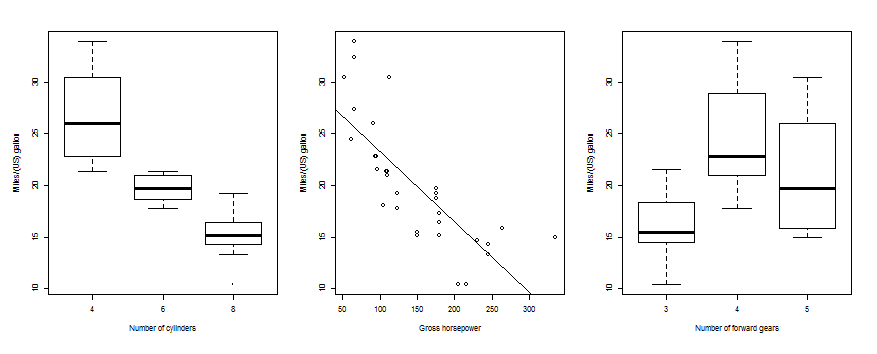 Miles/(US) gallon
30
25
20
15
10
4 6 8
Number of cylinders
Miles/(US) gallon
30
25
20
15
10
50 100 150 200 250 300
Gross horsepower
Miles/(US) gallon
30
25
20
15
10
3 4 5
Number of forward gears